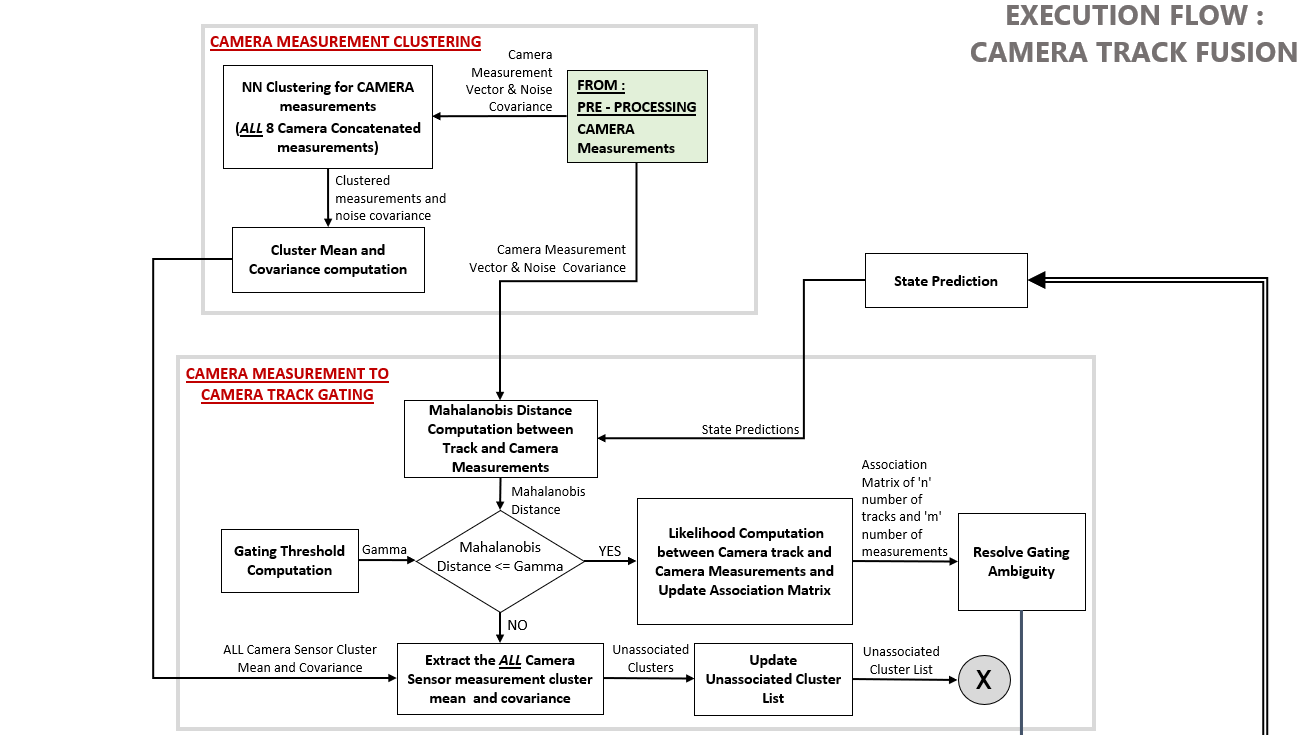 EXECUTION FLOW :
CAMERA TRACK FUSION
CAMERA MEASUREMENT CLUSTERING
NN Clustering for CAMERA
measurements
(ALL 8 Camera Concatenated
measurements)
Camera
Measurement
Vector & Noise
Covariance
FROM :
PRE - PROCESSING
CAMERA
Measurements
Clustered
measurements and
noise covariance
Cluster Mean and
Covariance computation
Camera Measurement
Vector & Noise Covariance
State Prediction
CAMERA MEASUREMENT TO
CAMERA TRACK GATING
Mahalanobis Distance
Computation between
Track and Camera
Measurements
State Predictions
Mahalanobis
Distance
Gating Threshold
Computation
Gamma
Mahalanobis
Distance <= Gamma
YES
Likelihood Computation
between Camera track and
Camera Measurements and
Update Association Matrix
Association
Matrix of 'n'
number of
tracks and 'm'
number of
measurements
Resolve Gating
Ambiguity
NO
ALL Camera Sensor Cluster
Mean and Covariance
Extract the ALL Camera
Sensor measurement cluster
mean and covariance
Unassociated
Clusters
Update
Unassociated Cluster
List
Unassociated
Cluster List
X